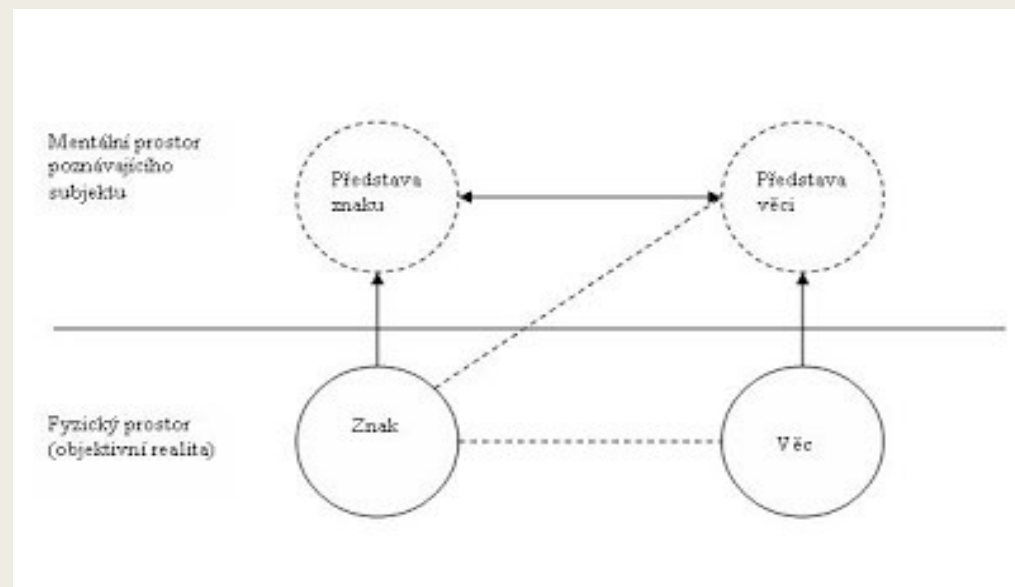 Mentální prostor
poznávajícího
subjektu
Představa
znaku
Představa
věci
Fyzický prostor
(objektivní realita)
Znak
Věc